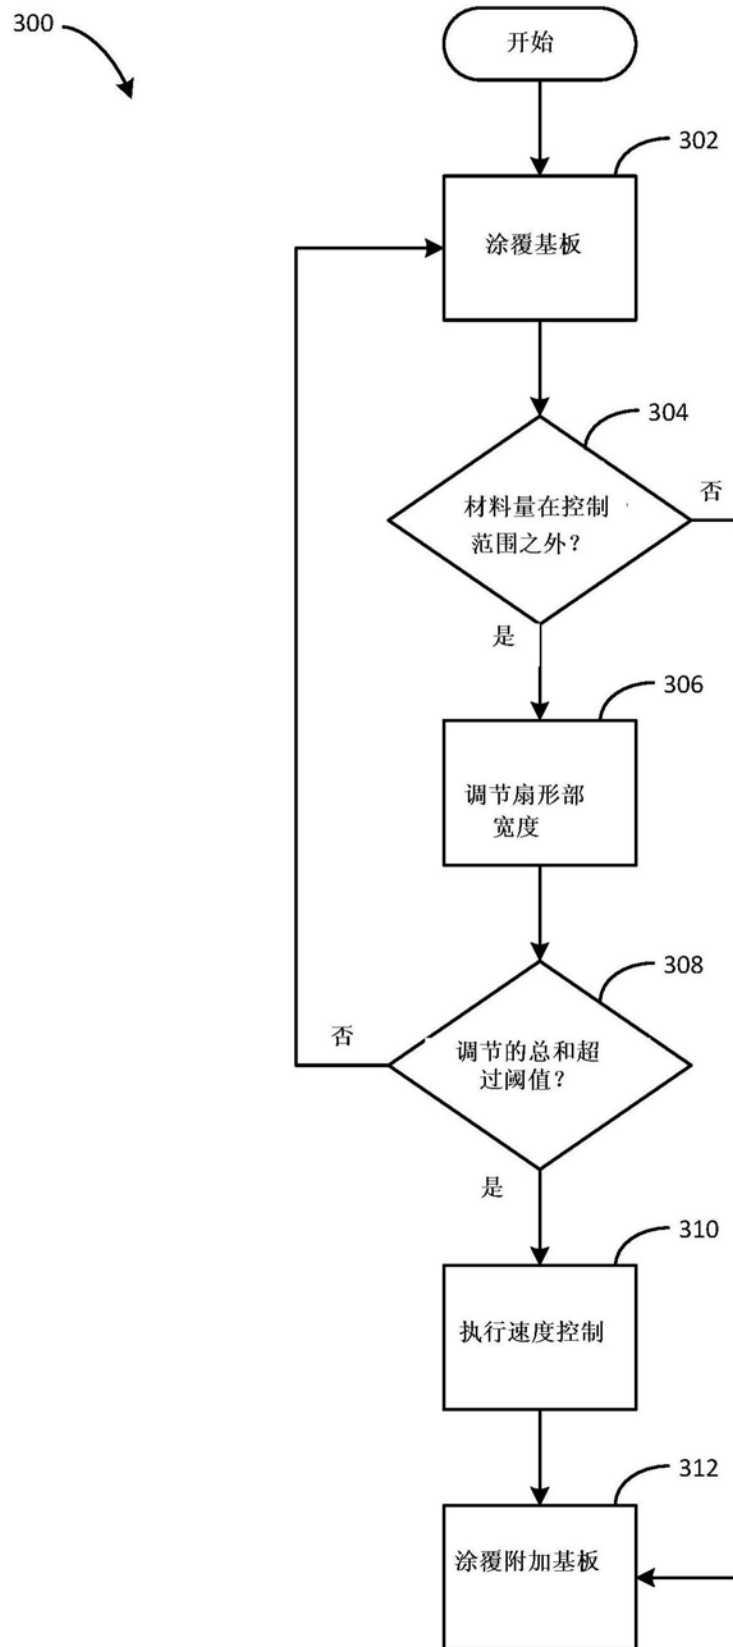 300
开始
302
涂覆基板
304
材料量在控制
范围之外？
否
是
306
调节扇形部
宽度
308
调节的总和超
过阈值？
否
是
310
执行速度控制
312
涂覆附加基板